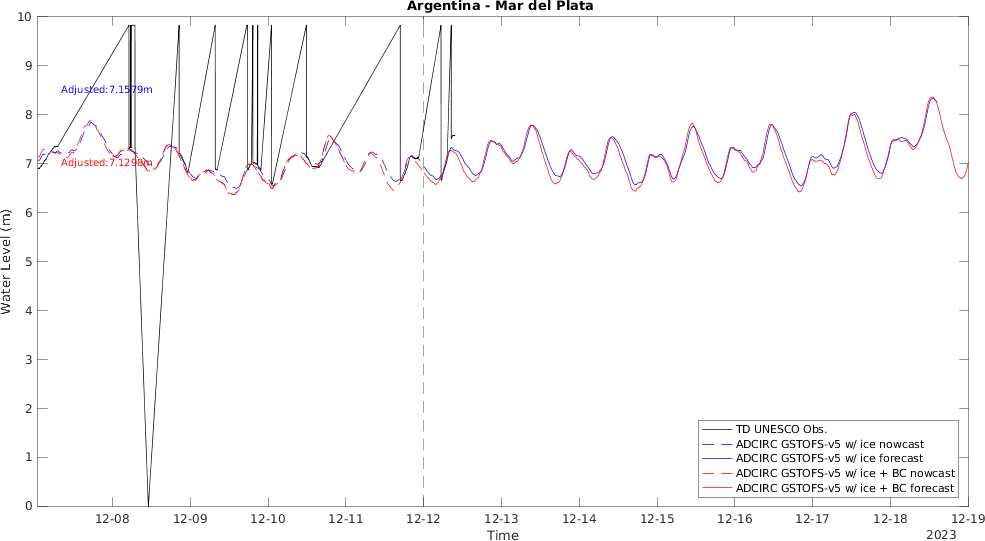 Argentina - Mar del Plata
10
9
8
7
6
5
4
3
2
1
0
Water Level (m)
Adjusted:7.1579m
Adjusted:7.1298m
TD UNESCO Obs.
ADCIRC GSTOFS-v5 w/ ice nowcast
ADCIRC GSTOFS-v5 w/ ice forecast
ADCIRC GSTOFS-v5 w/ ice + BC nowcast
ADCIRC GSTOFS-v5 w/ ice + BC forecast
12-08 12-09 12-10 12-11 12-12 12-13 12-14 12-15 12-16 12-17 12-18 12-19
Time
2023